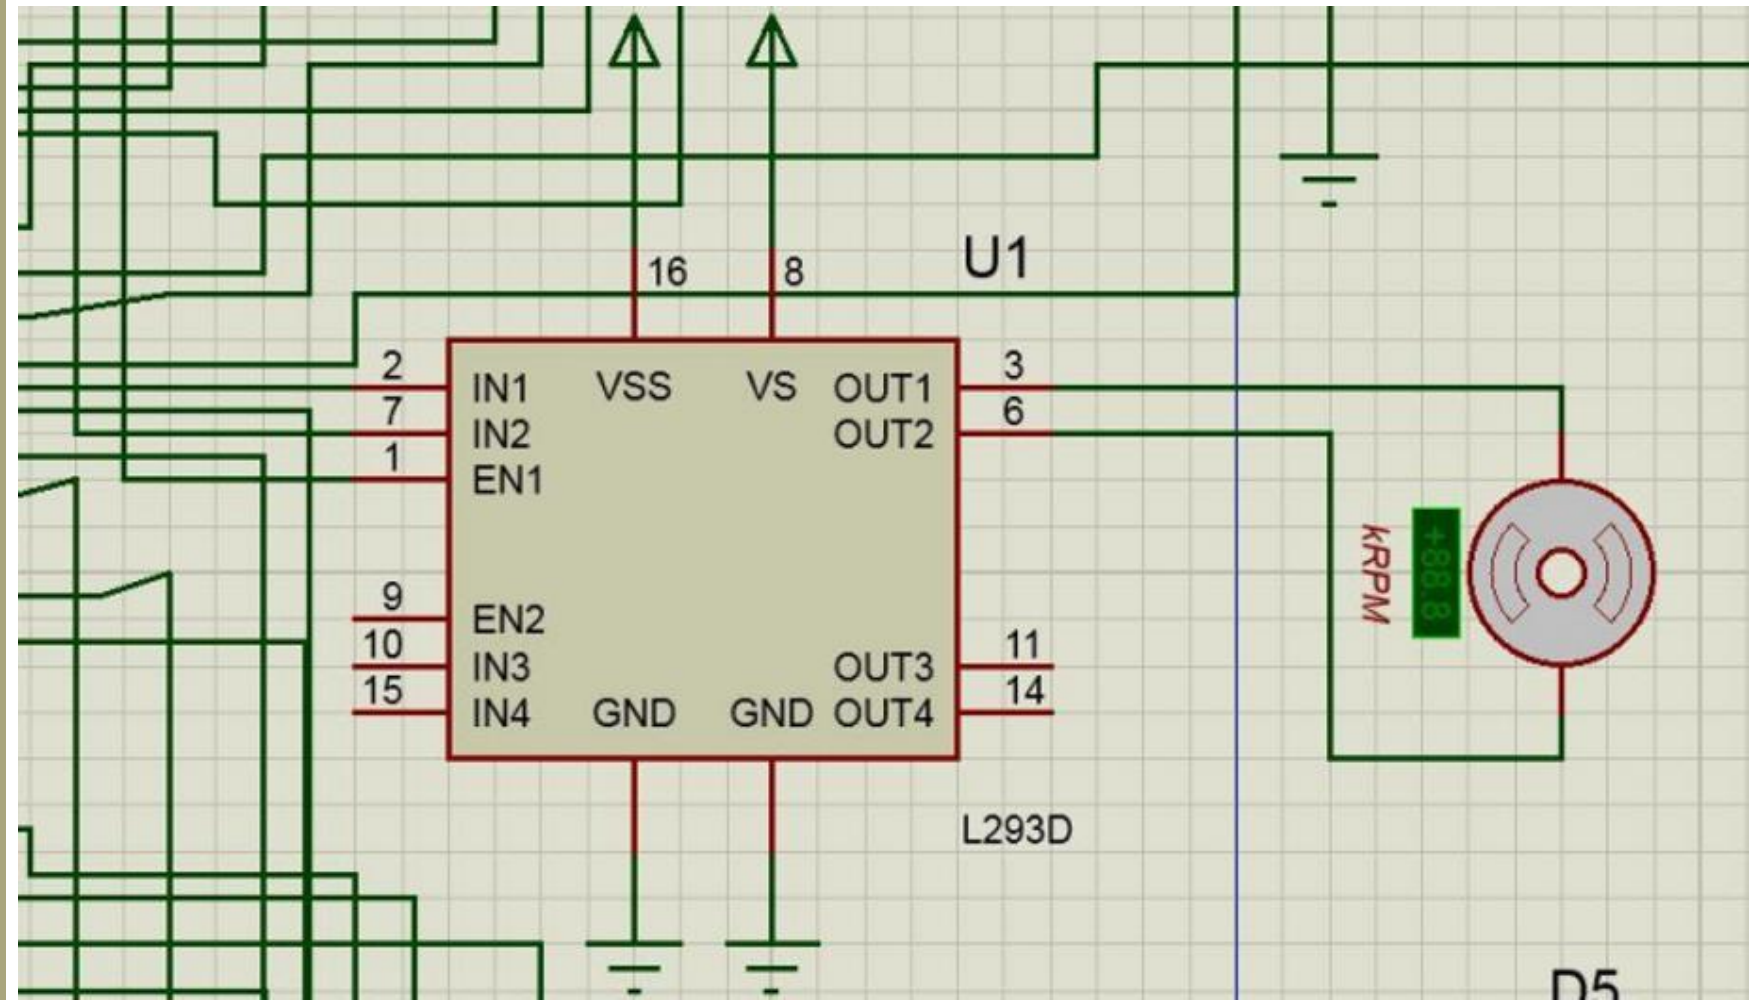 U1
16
8
2
7
1
IN1
IN2
EN1
VSS
VS
OUT1
OUT2
3
6
kRPM
+88.8
9
10
15
EN2
IN3
IN4
GND
GND
OUT3
OUT4
11
14
L293D
D5